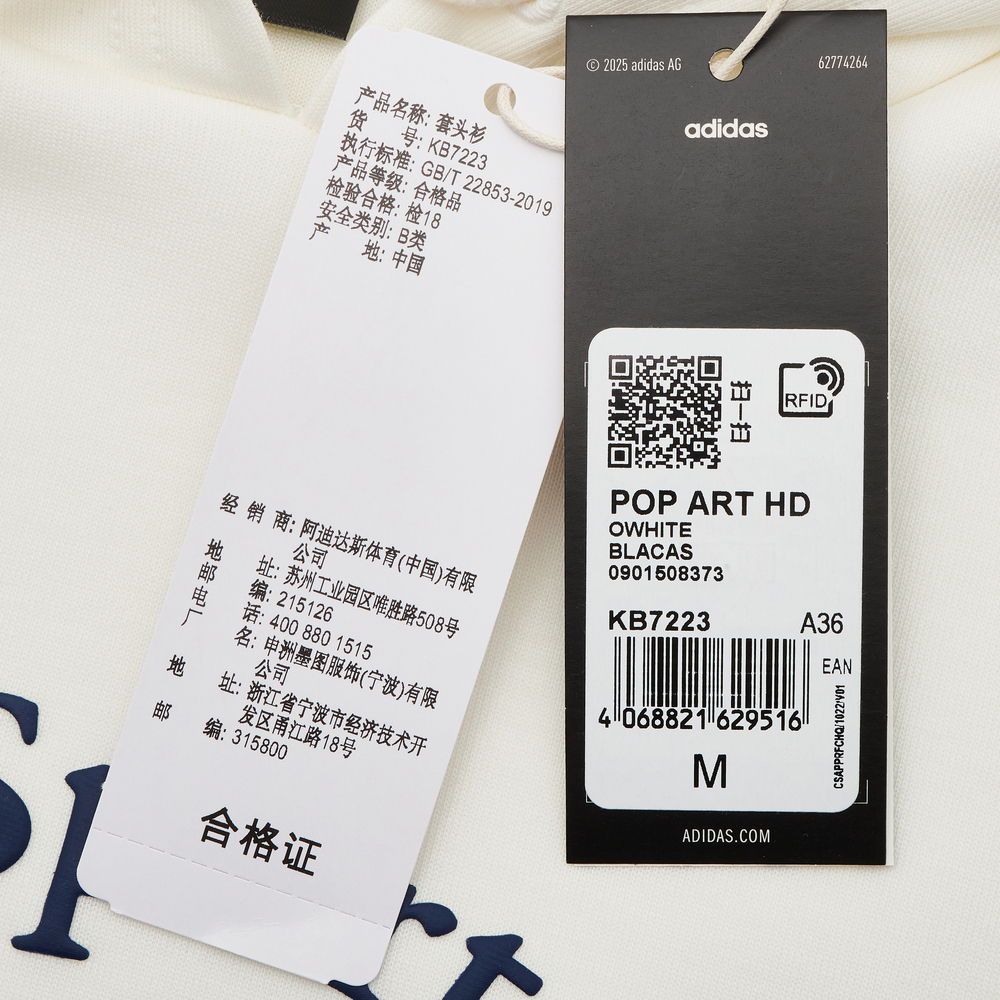 产品名称: 套头衫
货 号: KB7223
执行标准: GB/T 22853-2019
产品等级: 合格品
检验合格: 检18
安全类别: B类
产 地: 中国
经 销 商: 阿迪达斯体育(中国)有限
公司
地 址: 苏州工业园区唯胜路508号
邮 编: 215126
电 话: 400 880 1515
厂 名: 申洲墨图服饰(宁波)有限
公司
地 址: 浙江省宁波市经济技术开
发区甬江路18号
邮 编: 315800
合格证
© 2025 adidas AG
62774264
adidas
扫一扫
RFID
POP ART HD
OWHITE
BLACAS
0901508373
KB7223
A36
EAN
4 068821 629516
CSAPPRFCHQ/1022/V01
M
ADIDAS.COM